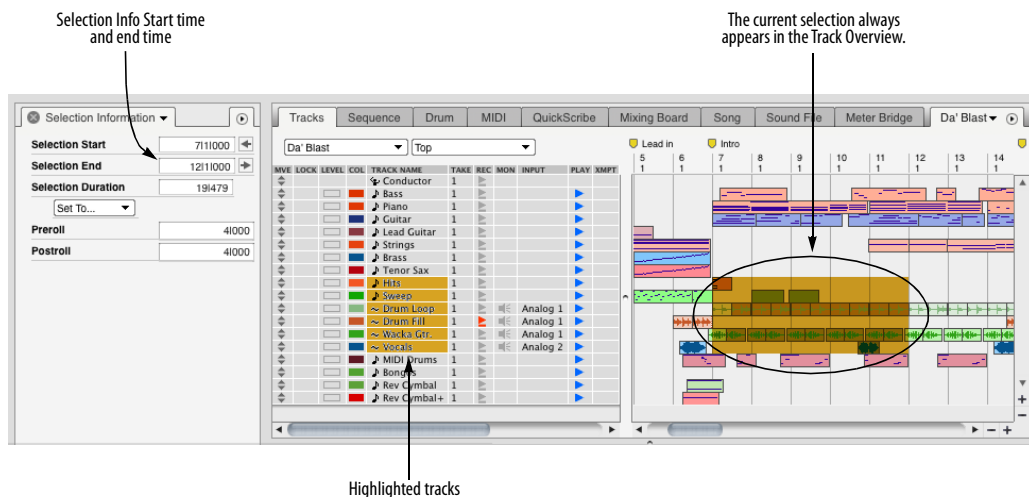 Selection Info Start time
and end time
The current selection always
appears in the Track Overview.
Selection Information
Selection Start 7|1|000
Selection End 12|1|000
Selection Duration 19|479
Set To...
Preroll 4|000
Postroll 4|000
Tracks Sequence Drum MIDI QuickScribe Mixing Board Song Sound File Meter Bridge Da' Blast
Da' Blast Top
Lead in Intro
5 6 7 8 9 10 11 12 13 14
1 1 1 1 1 1 1 1 1 1
MVE LOCK LEVEL COL TRACK NAME TAKE REC MON INPUT PLAY XMPT
Conductor 1
Bass 1
Piano 1
Guitar 1
Lead Guitar 1
Strings 1
Brass 1
Tenor Sax 1
Hits 1
Sweep 1
Drum Loop 1 Analog 1
Drum Fill 1 Analog 1
Wacka Gtr. 1 Analog 1
Vocals 1 Analog 2
MIDI Drums 1
Bongos 1
Rev Cymbal 1
Rev Cymbal+ 1
Highlighted tracks